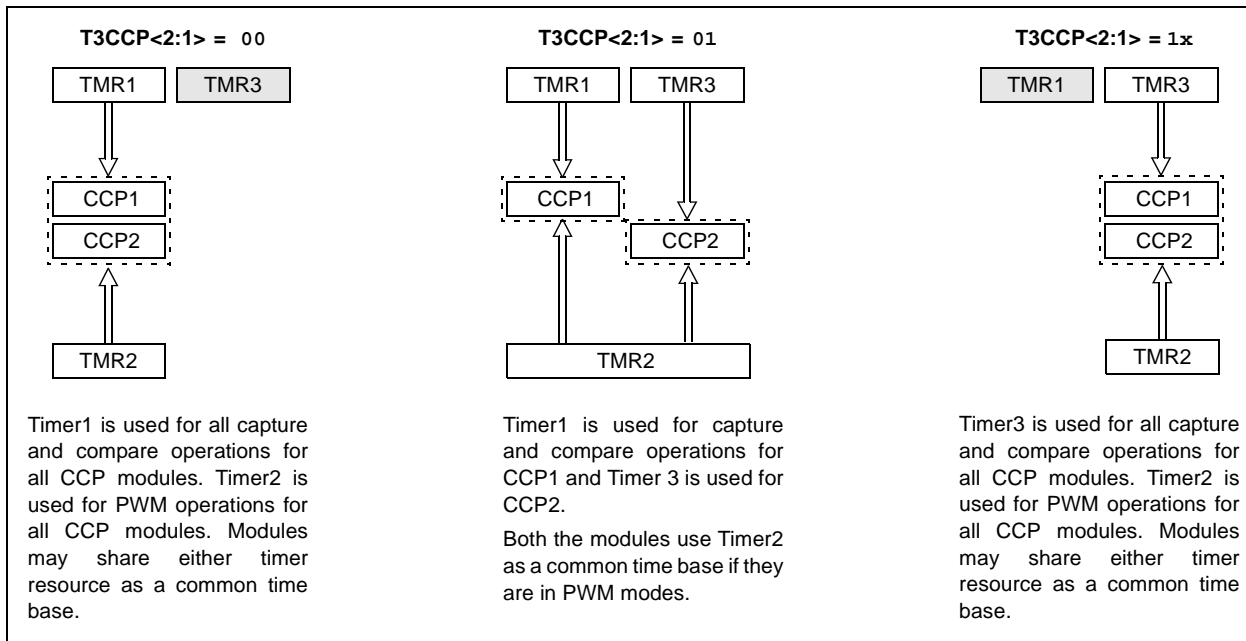 T3CCP<2:1> = 00
TMR1
TMR3
CCP1
CCP2
TMR2
Timer1 is used for all capture
and compare operations for
all CCP modules. Timer2 is
used for PWM operations for
all CCP modules. Modules
may share either timer
resource as a common time
base.
T3CCP<2:1> = 01
TMR1
TMR3
CCP1
CCP2
TMR2
Timer1 is used for capture
and compare operations for
CCP1 and Timer 3 is used for
CCP2.
Both the modules use Timer2
as a common time base if they
are in PWM modes.
T3CCP<2:1> = 1x
TMR1
TMR3
CCP1
CCP2
TMR2
Timer3 is used for all capture
and compare operations for
all CCP modules. Timer2 is
used for PWM operations for
all CCP modules. Modules
may share either timer
resource as a common time
base.